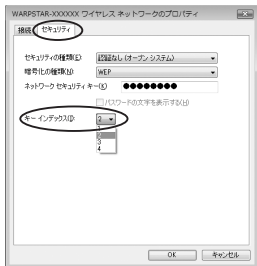 WARPSTAR-XXXXXX ワイヤレス ネットワークのプロパティ
接続 セキュリティ
セキュリティの種類(E): 認証なし (オープン システム)
暗号化の種類(N): WEP
ネットワーク セキュリティ キー(K) ●●●●●●●●
パスワードの文字を表示する(H)
キー インデックス(I): 2
1
2
3
4
OK キャンセル